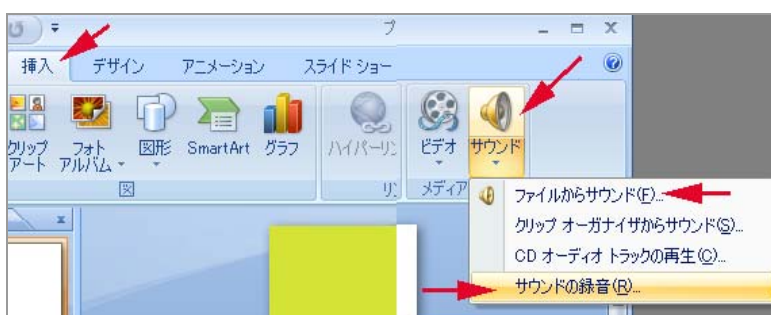 プ
挿入 デザイン アニメーション スライド ショー
クリップ アート
フォト アルバム
図形
SmartArt
グラフ
ハイパーリン
ビデオ
サウンド
図
リン
メディア
ファイルからサウンド(F)...
クリップ オーガナイザからサウンド(S)...
CD オーディオ トラックの再生(C)...
サウンドの録音(R)...